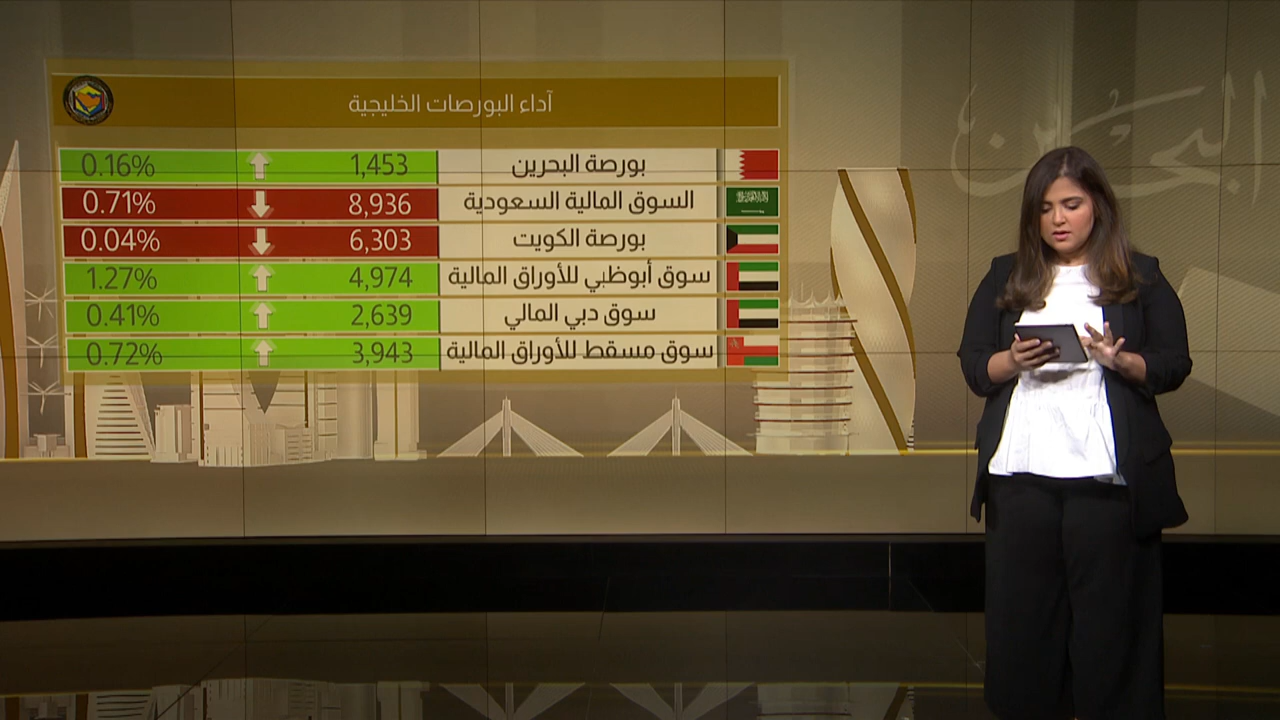 آداء البورصات الخليجية
بورصة البحرين 1,453 0.16%
السوق المالية السعودية 8,936 0.71%
بورصة الكويت 6,303 0.04%
سوق أبوظبي للأوراق المالية 4,974 1.27%
سوق دبي المالي 2,639 0.41%
سوق مسقط للأوراق المالية 3,943 0.72%
البحرين